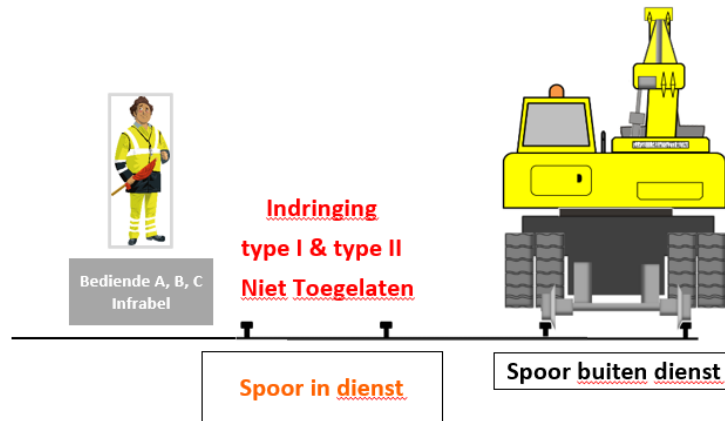 Indringing
type I & type II
Niet Toegelaten
Bediende A, B, C
Infrabel
Spoor in dienst
Spoor buiten dienst